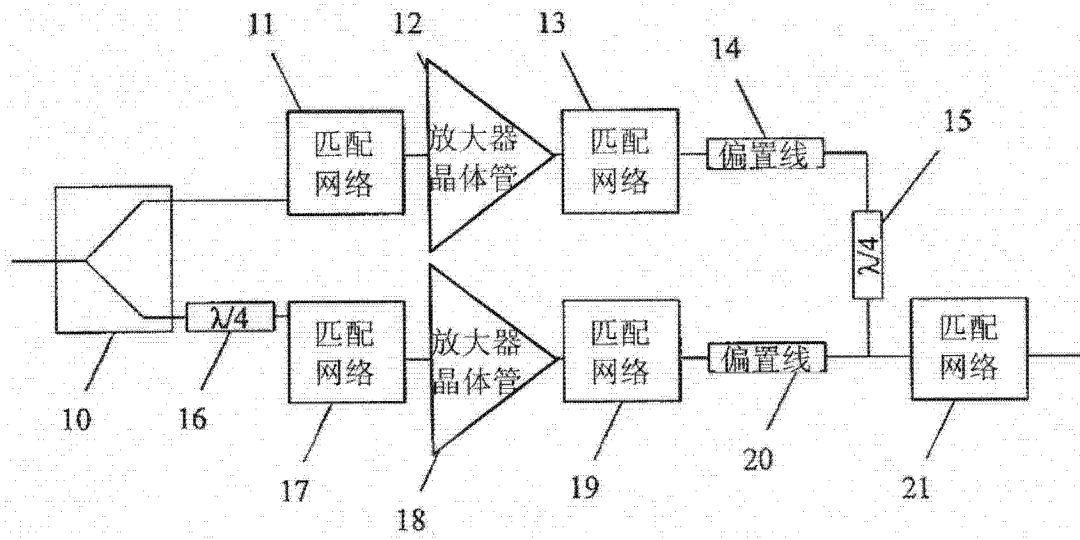 11
12
13
14
15
匹配
网络
放大器
晶体管
匹配
网络
偏置线
λ/4
10
λ/4
16
匹配
网络
17
放大器
晶体管
18
匹配
网络
19
偏置线
20
匹配
网络
21